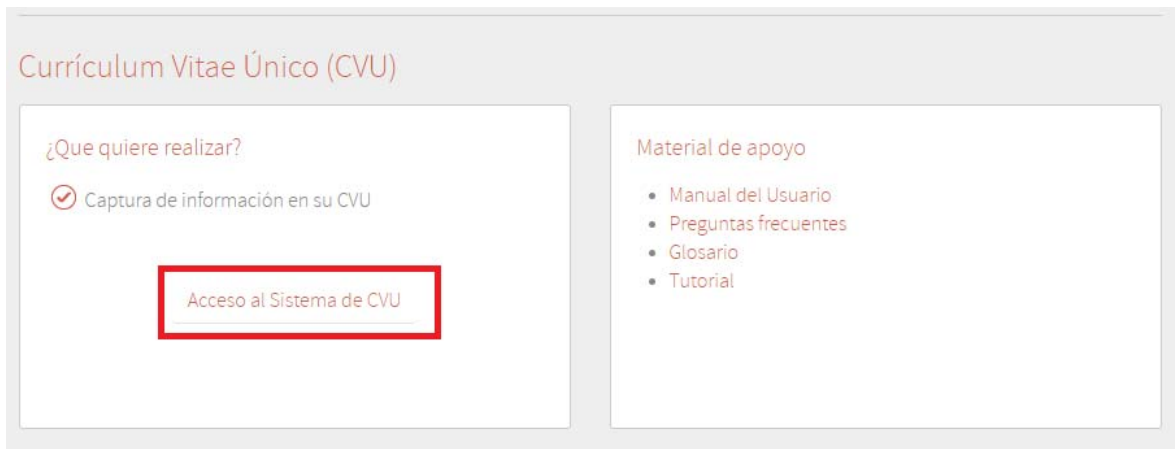 Currículum Vitae Único (CVU)
¿Que quiere realizar?
Captura de información en su CVU
Acceso al Sistema de CVU
Material de apoyo
Manual del Usuario
Preguntas frecuentes
Glosario
Tutorial